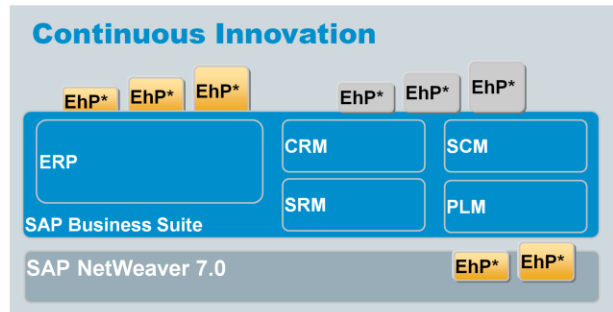 Continuous Innovation
EhP* EhP* EhP* EhP* EhP* EhP*
ERP
CRM
SCM
SRM
PLM
SAP Business Suite
SAP NetWeaver 7.0
EhP* EhP*